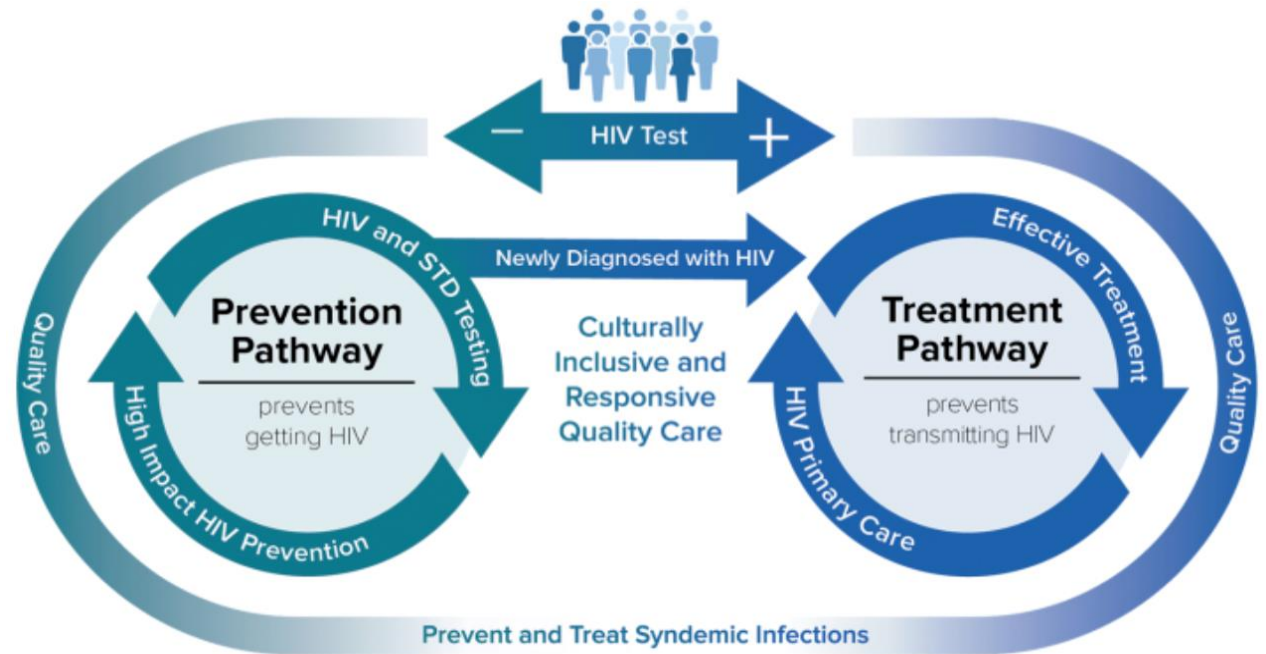 − HIV Test +
HIV and STD Testing
Newly Diagnosed with HIV
Effective Treatment
Prevention
Pathway
prevents
getting HIV
High Impact HIV Prevention
Quality Care
Culturally
Inclusive and
Responsive
Quality Care
Treatment
Pathway
prevents
transmitting HIV
HIV Primary Care
Quality Care
Prevent and Treat Syndemic Infections